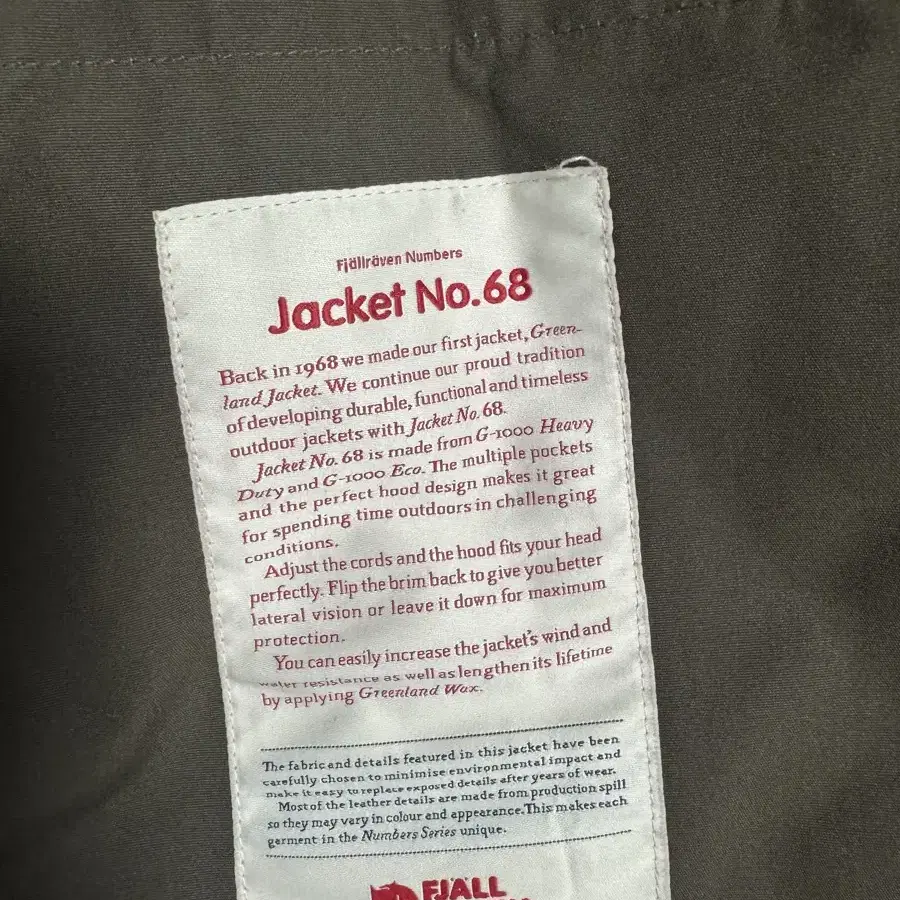 Fjällräven Numbers
Jacket No.68
Back in 1968 we made our first jacket, Green-
land Jacket. We continue our proud tradition
of developing durable, functional and timeless
outdoor jackets with Jacket No. 68.
Jacket No. 68 is made from G-1000 Heavy
Duty and G-1000 Eco. The multiple pockets
and the perfect hood design makes it great
for spending time outdoors in challenging
conditions.
Adjust the cords and the hood fits your head
perfectly. Flip the brim back to give you better
lateral vision or leave it down for maximum
protection.
You can easily increase the jacket's wind and
water resistance as well as lengthen its lifetime
by applying Greenland Wax.
The fabric and details featured in this jacket have been
carefully chosen to minimise environmental impact and
make it easy to replace exposed details after years of wear.
Most of the leather details are made from production spill
so they may vary in colour and appearance. This makes each
garment in the Numbers Series unique.
FJÄLL